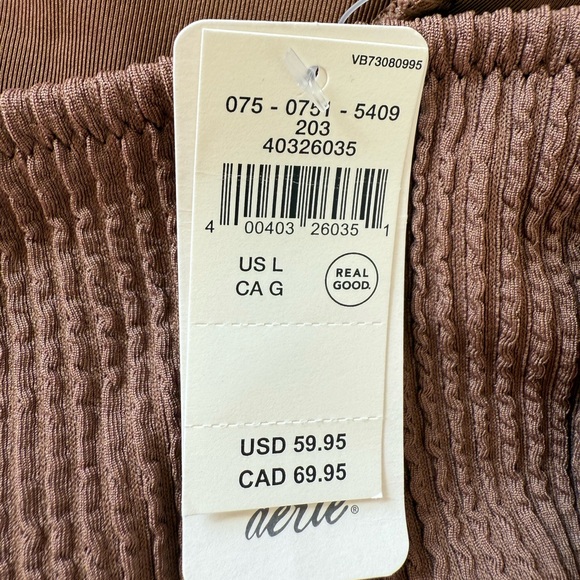 VB73080995
075 - 0751 - 5409
203
40326035
4 00403 26035 1
US L
CA G
REAL
GOOD.
USD 59.95
CAD 69.95
aerie®